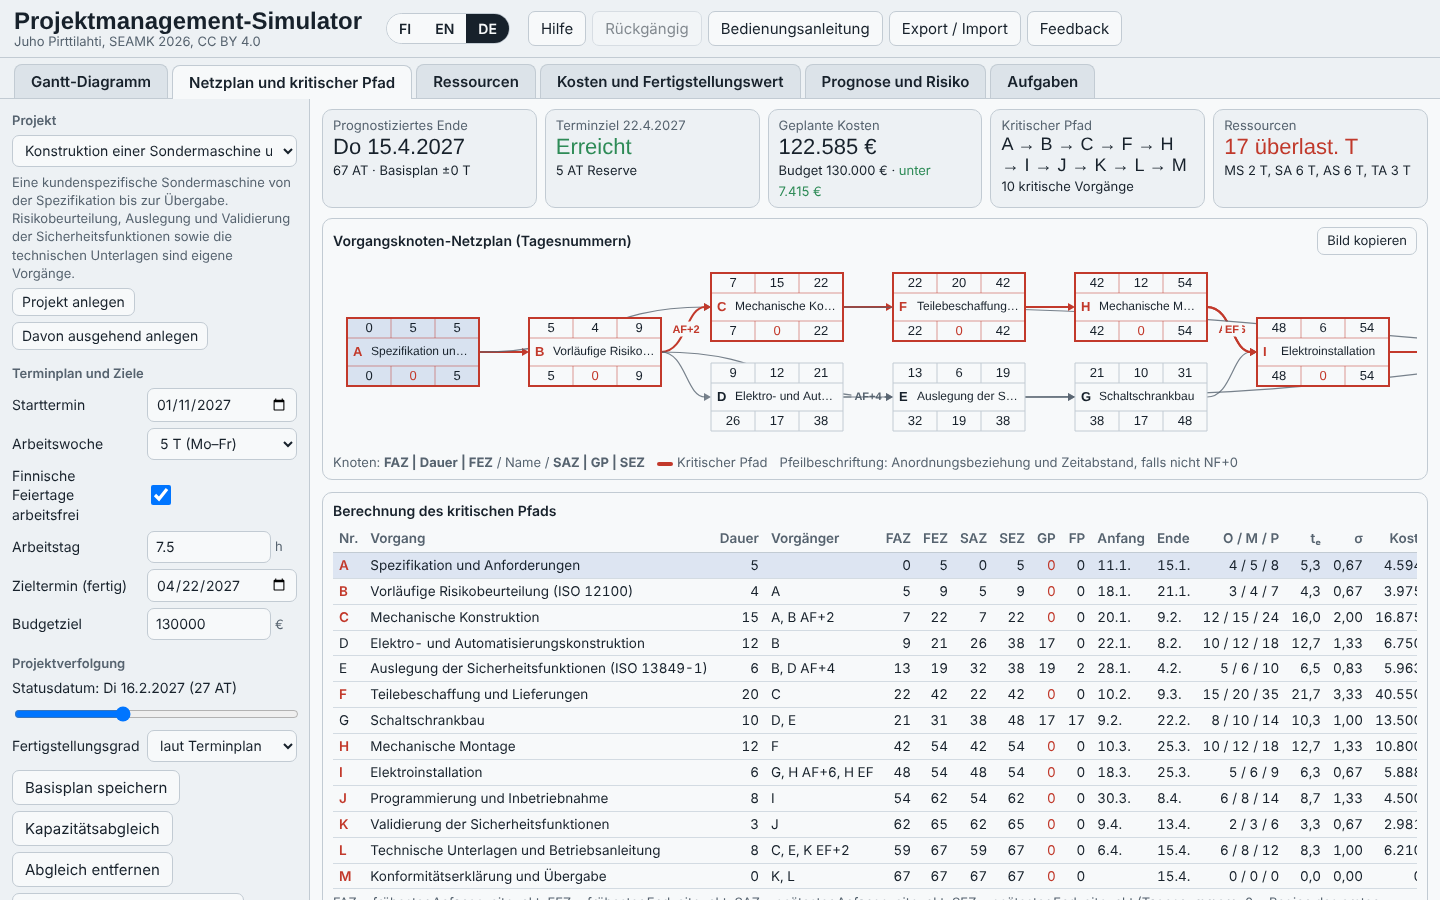 Projektmanagement-Simulator
Juho Pirttilahti, SEAMK 2026, CC BY 4.0
FI EN DE
Hilfe
Rückgängig
Bedienungsanleitung
Export / Import
Feedback
Gantt-Diagramm
Netzplan und kritischer Pfad
Ressourcen
Kosten und Fertigstellungswert
Prognose und Risiko
Aufgaben
Projekt
Konstruktion einer Sondermaschine u
Eine kundenspezifische Sondermaschine von
der Spezifikation bis zur Übergabe.
Risikobeurteilung, Auslegung und Validierung
der Sicherheitsfunktionen sowie die
technischen Unterlagen sind eigene
Vorgänge.
Projekt anlegen
Davon ausgehend anlegen
Terminplan und Ziele
Starttermin 01/11/2027
Arbeitswoche 5 T (Mo–Fr)
Finnische
Feiertage
arbeitsfrei
Arbeitstag 7.5 h
Zieltermin (fertig) 04/22/2027
Budgetziel 130000 €
Projektverfolgung
Statusdatum: Di 16.2.2027 (27 AT)
Fertigstellungsgrad laut Terminplan
Basisplan speichern
Kapazitätsabgleich
Abgleich entfernen
Prognostiziertes Ende
Do 15.4.2027
67 AT · Basisplan ±0 T
Terminziel 22.4.2027
Erreicht
5 AT Reserve
Geplante Kosten
122.585 €
Budget 130.000 € · unter
7.415 €
Kritischer Pfad
A → B → C → F → H
→ I → J → K → L → M
10 kritische Vorgänge
Ressourcen
17 überlast. T
MS 2 T, SA 6 T, AS 6 T, TA 3 T
Vorgangsknoten-Netzplan (Tagesnummern)
Bild kopieren
0 5 5
A Spezifikation un…
0 0 5
5 4 9
B Vorläufige Risiko…
5 0 9
AF+2
7 15 22
C Mechanische Ko…
7 0 22
9 12 21
D Elektro- und Aut…
26 17 38
AF+4
22 20 42
F Teilebeschaffung…
22 0 42
13 6 19
E Auslegung der S…
32 19 38
42 12 54
H Mechanische M…
42 0 54
21 10 31
G Schaltschrankbau
38 17 48
EF
48 6 54
I Elektroinstallation
48 0 54
Knoten: FAZ | Dauer | FEZ / Name / SAZ | GP | SEZ Kritischer Pfad Pfeilbeschriftung: Anordnungsbeziehung und Zeitabstand, falls nicht NF+0
Berechnung des kritischen Pfads
Nr. Vorgang Dauer Vorgänger FAZ FEZ SAZ SEZ GP FP Anfang Ende O / M / P tₑ σ Kost
A Spezifikation und Anforderungen 5 0 5 0 5 0 0 11.1. 15.1. 4 / 5 / 8 5,3 0,67 4.594
B Vorläufige Risikobeurteilung (ISO 12100) 4 A 5 9 5 9 0 0 18.1. 21.1. 3 / 4 / 7 4,3 0,67 3.975
C Mechanische Konstruktion 15 A, B AF+2 7 22 7 22 0 0 20.1. 9.2. 12 / 15 / 24 16,0 2,00 16.875
D Elektro- und Automatisierungskonstruktion 12 B 9 21 26 38 17 0 22.1. 8.2. 10 / 12 / 18 12,7 1,33 6.750
E Auslegung der Sicherheitsfunktionen (ISO 13849-1) 6 B, D AF+4 13 19 32 38 19 2 28.1. 4.2. 5 / 6 / 10 6,5 0,83 5.963
F Teilebeschaffung und Lieferungen 20 C 22 42 22 42 0 0 10.2. 9.3. 15 / 20 / 35 21,7 3,33 40.550
G Schaltschrankbau 10 D, E 21 31 38 48 17 17 9.2. 22.2. 8 / 10 / 14 10,3 1,00 13.500
H Mechanische Montage 12 F 42 54 42 54 0 0 10.3. 25.3. 10 / 12 / 18 12,7 1,33 10.800
I Elektroinstallation 6 G, H AF+6, H EF 48 54 48 54 0 0 18.3. 25.3. 5 / 6 / 9 6,3 0,67 5.888
J Programmierung und Inbetriebnahme 8 I 54 62 54 62 0 0 30.3. 8.4. 6 / 8 / 14 8,7 1,33 4.500
K Validierung der Sicherheitsfunktionen 3 J 62 65 62 65 0 0 9.4. 13.4. 2 / 3 / 6 3,3 0,67 2.981
L Technische Unterlagen und Betriebsanleitung 8 C, E, K EF+2 59 67 59 67 0 0 6.4. 15.4. 6 / 8 / 12 8,3 1,00 6.210
M Konformitätserklärung und Übergabe 0 K, L 67 67 67 67 0 0 15.4. 0 / 0 / 0 0,0 0,00 0